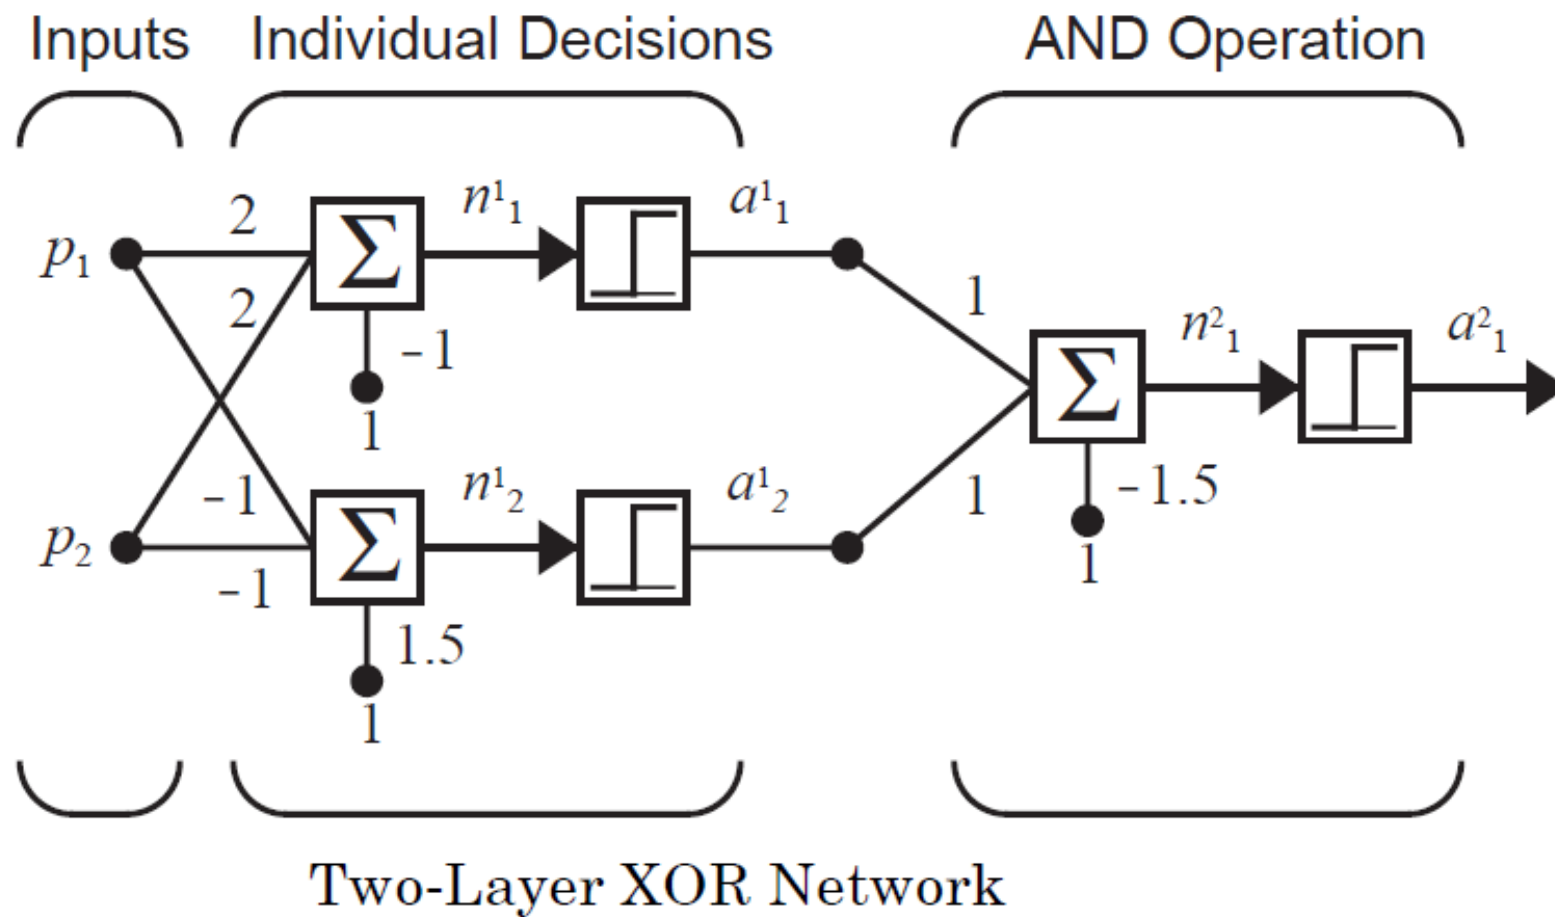 Inputs Individual Decisions AND Operation
2 n¹₁ a¹₁
p₁ Σ
2 1 n²₁ a²₁
-1
1 Σ
-1 n¹₂ a¹₂ 1 -1.5
p₂ Σ
-1 1
1.5
1
Two-Layer XOR Network